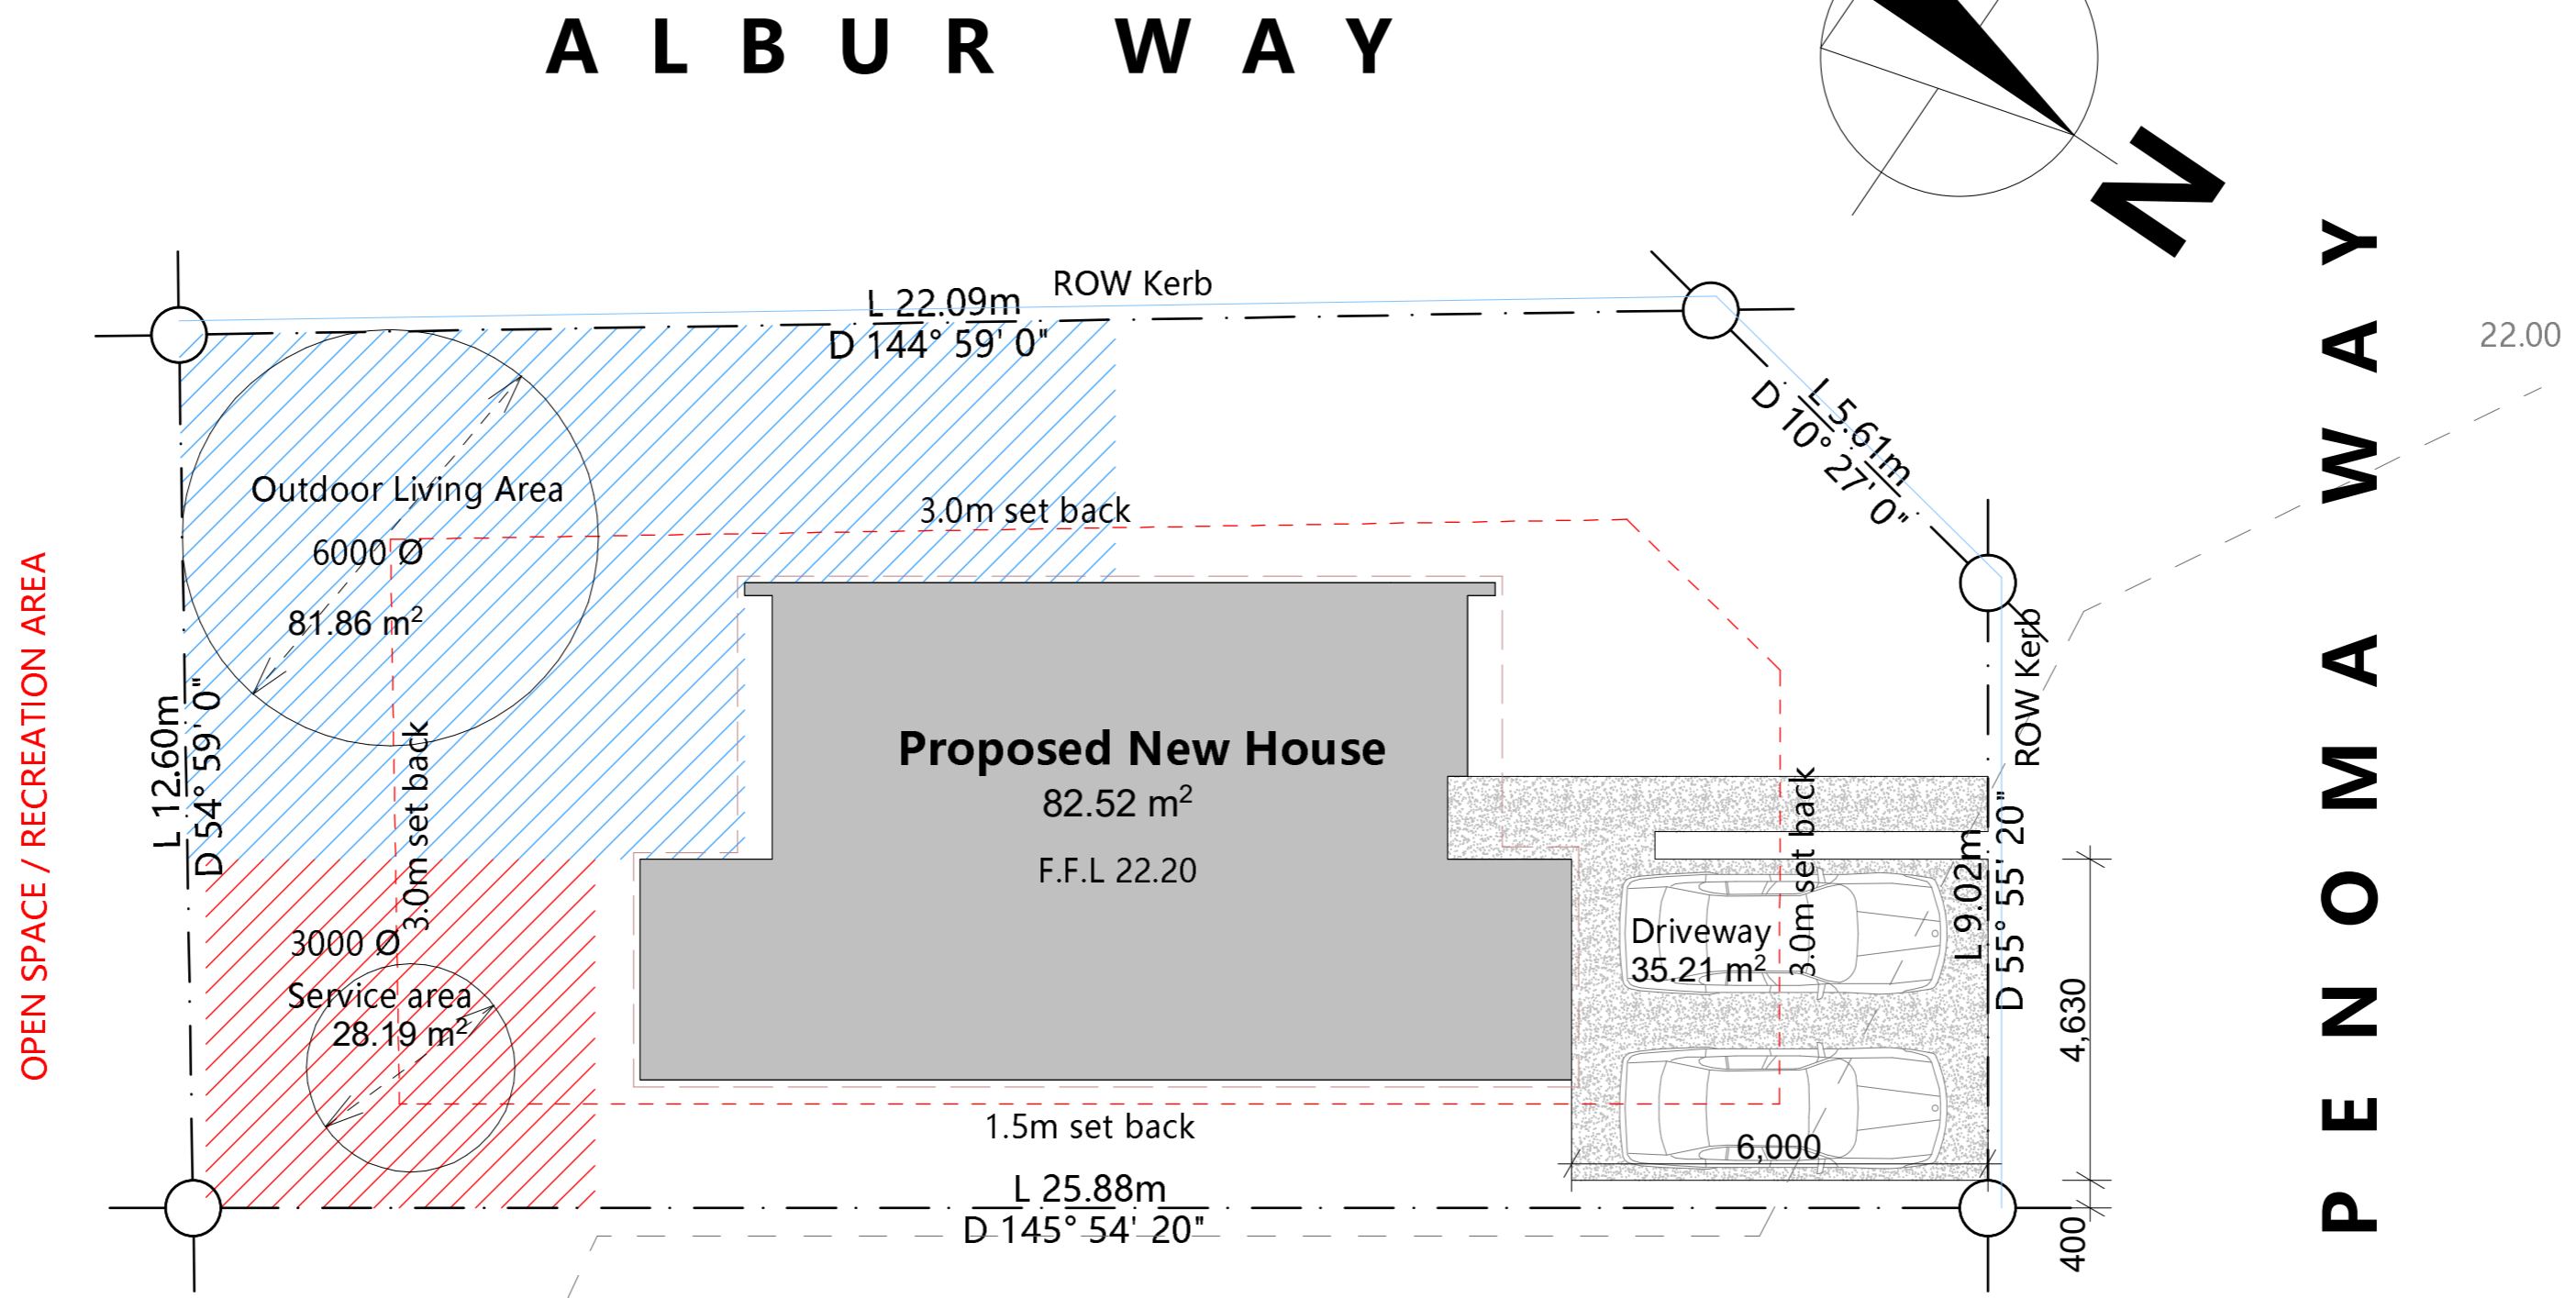 ALBUR WAY
N
ROW Kerb
L 22.09m
D 144° 59' 0"
22.00
L 5.61m
D 10° 27' 0"
Outdoor Living Area
6000 Ø
81.86 m²
3.0m set back
OPEN SPACE / RECREATION AREA
L 12.60m
D 54° 59' 0"
3.0m set back
Proposed New House
82.52 m²
F.F.L 22.20
ROW Kerb
PENOMA WAY
3.0m set back
L 9.02m
D 55° 55' 20"
Driveway
35.21 m²
3000 Ø
Service area
28.19 m²
4,630
1.5m set back
6,000
L 25.88m
D 145° 54' 20"
400